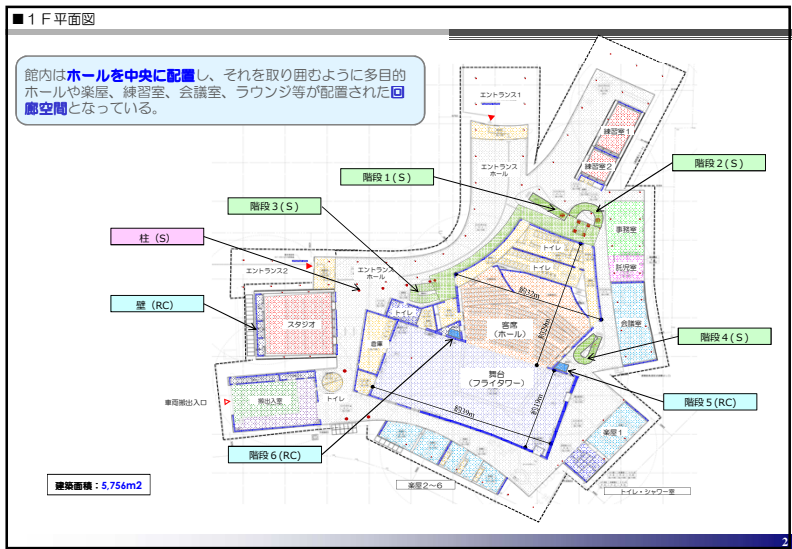 ■１Ｆ平面図
館内はホールを中央に配置し、それを取り囲むように多目的
ホールや楽屋、練習室、会議室、ラウンジ等が配置された回
廊空間となっている。
エントランス1
練習室１
練習室2
エントランス
ホール
階段１(Ｓ)
階段２(Ｓ)
階段３(Ｓ)
柱（S）
事務室
トイレ
トイレ
託児室
エントランス2
エントランス
ホール
壁（RC）
スタジオ
トイレ
倉庫
約32m
約29m
客席
（ホール）
会議室
階段４(Ｓ)
舞台
（フライタワー）
車両搬出入口
搬出入室
トイレ
約39m
約19m
階段５(RC)
階段６(RC)
楽屋１
楽屋２～６
トイレ・シャワー室
建築面積：5,756m2
2